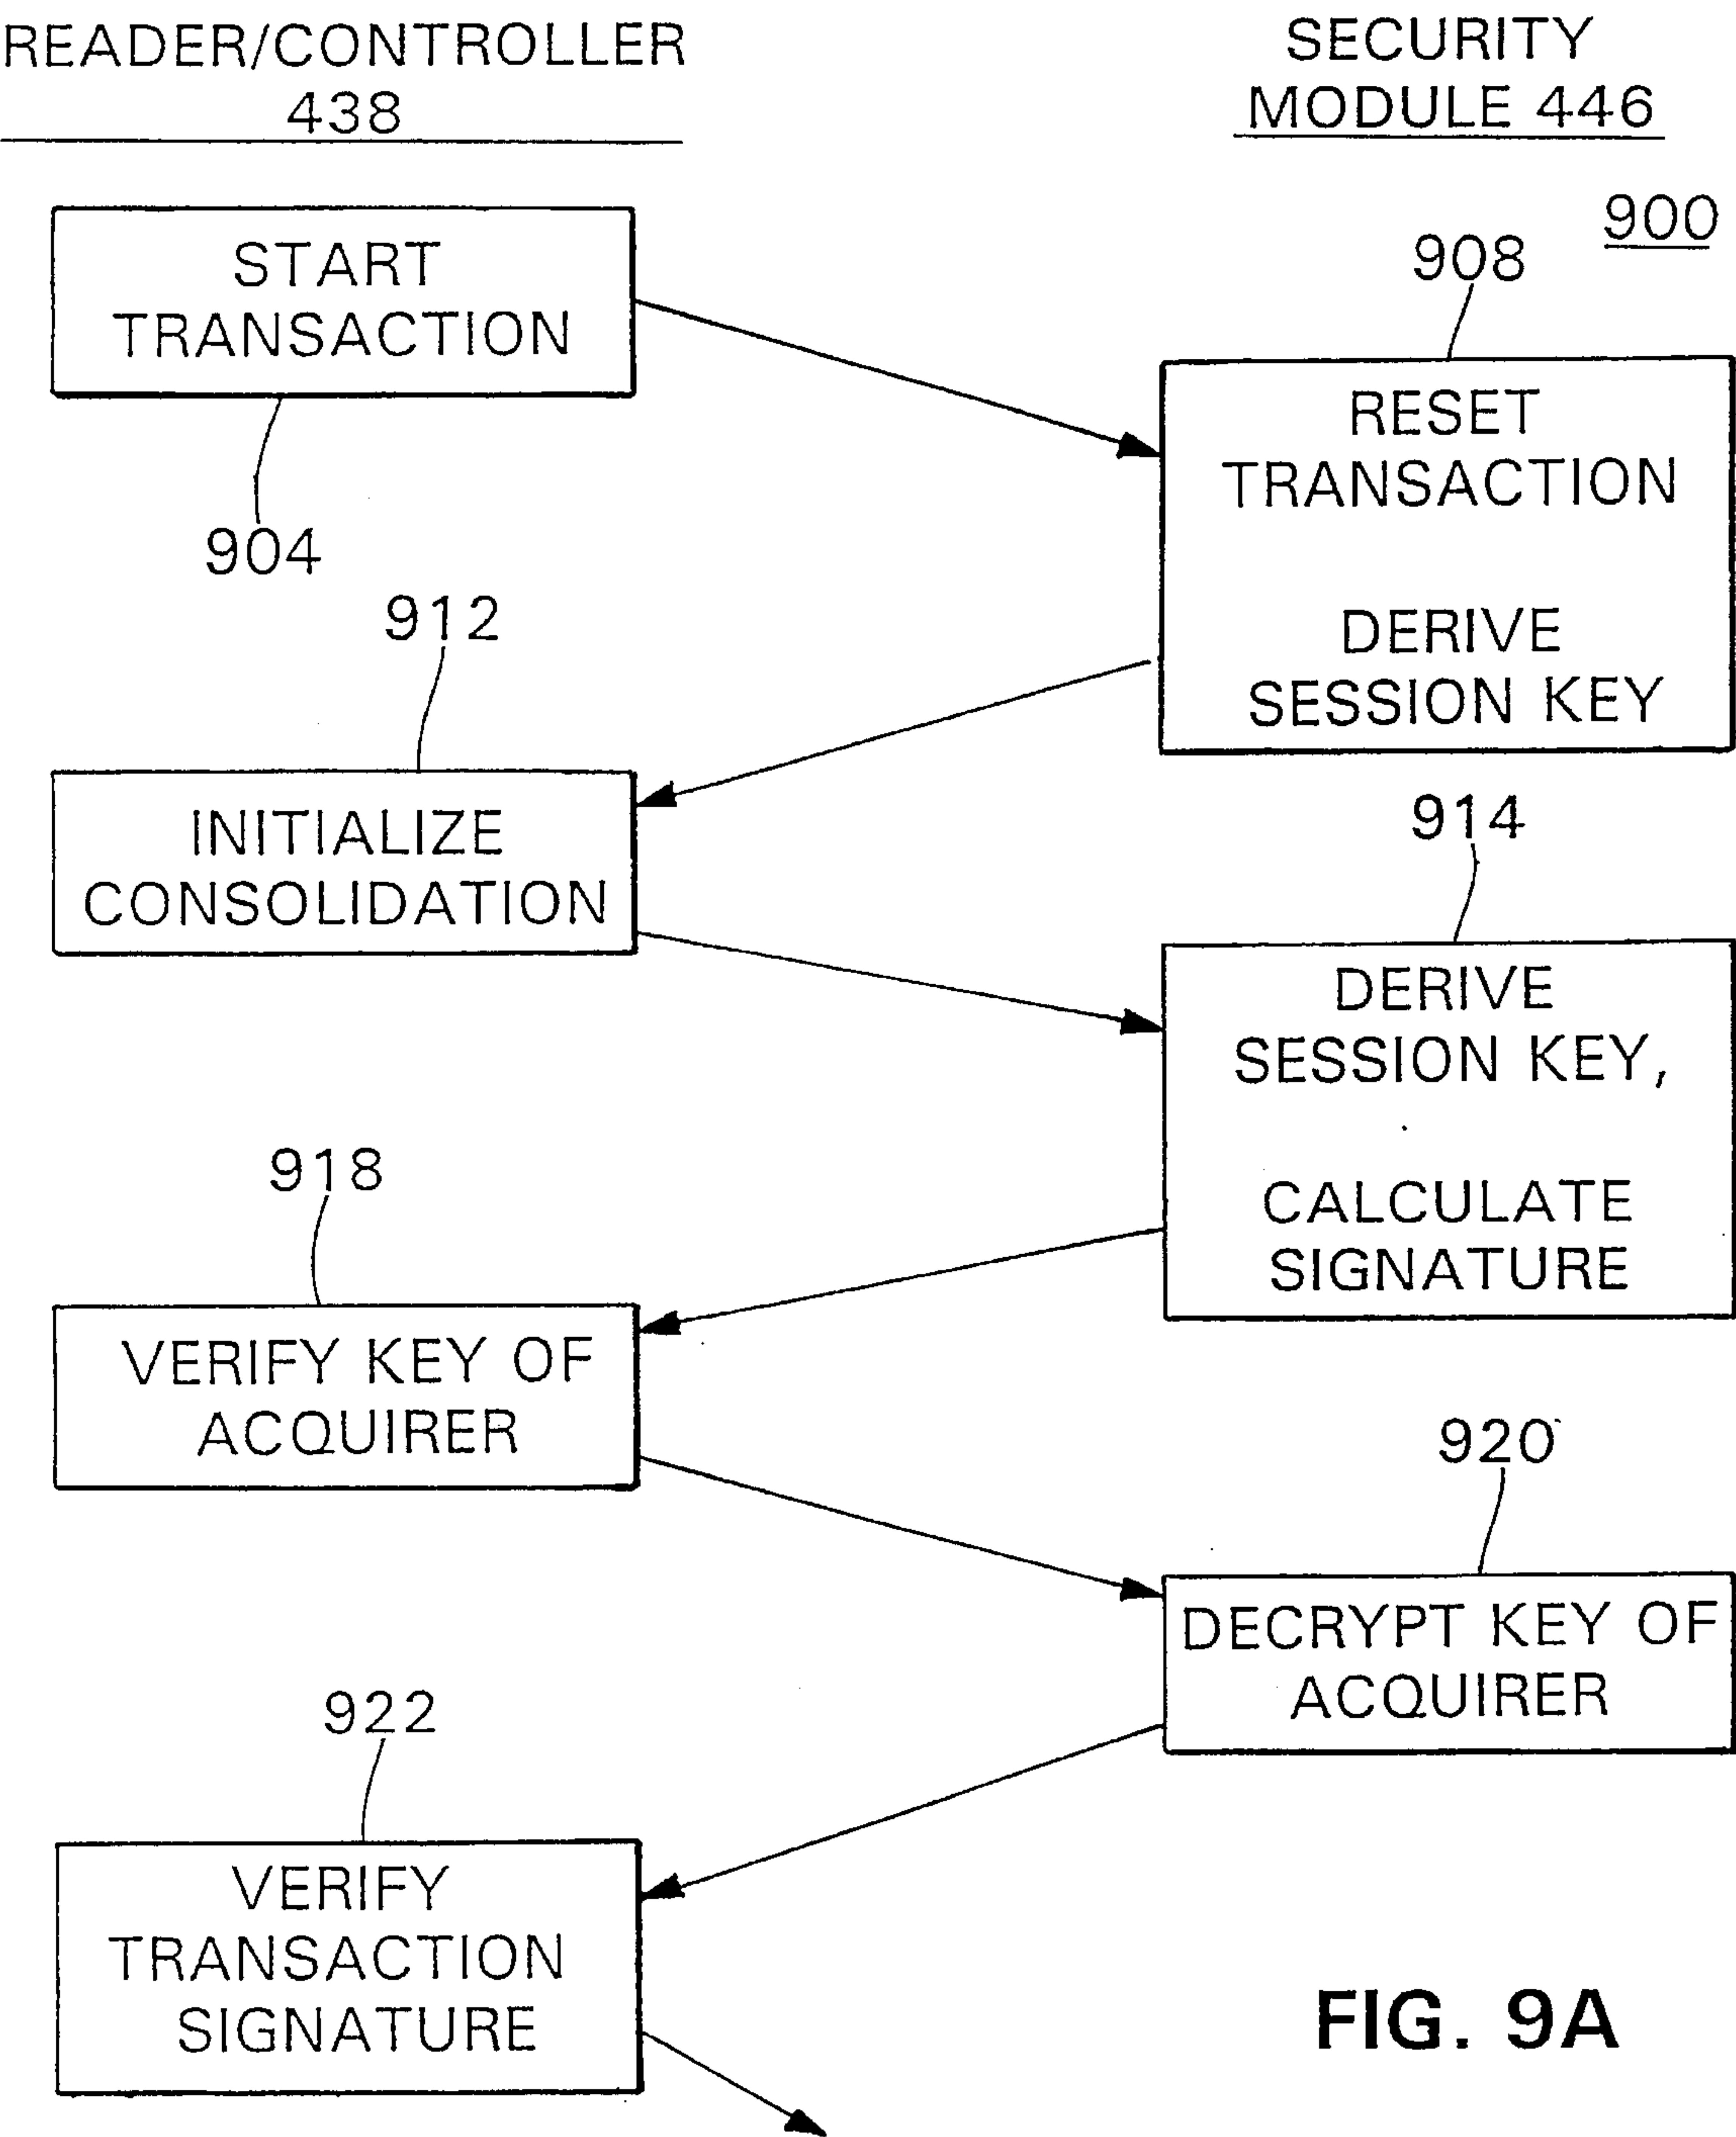 READER/CONTROLLER
438
SECURITY
MODULE 446
900
START
TRANSACTION
904
908
RESET
TRANSACTION
DERIVE
SESSION KEY
912
INITIALIZE
CONSOLIDATION
914
DERIVE
SESSION KEY,
CALCULATE
SIGNATURE
918
VERIFY KEY OF
ACQUIRER
920
DECRYPT KEY OF
ACQUIRER
922
VERIFY
TRANSACTION
SIGNATURE
FIG. 9A